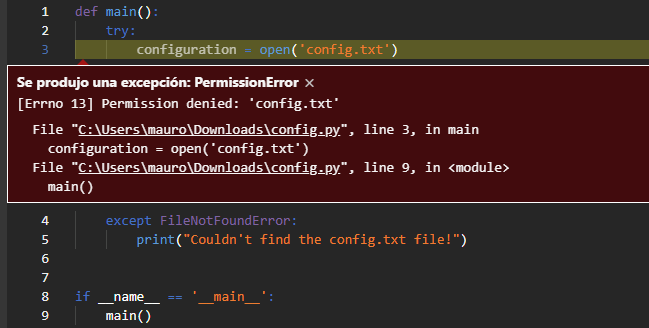 1 def main():
2     try:
3         configuration = open('config.txt')
Se produjo una excepción: PermissionError ×
[Errno 13] Permission denied: 'config.txt'
  File "C:\Users\mauro\Downloads\config.py", line 3, in main
    configuration = open('config.txt')
  File "C:\Users\mauro\Downloads\config.py", line 9, in <module>
    main()
4     except FileNotFoundError:
5         print("Couldn't find the config.txt file!")
6
7
8 if __name__ == '__main__':
9     main()